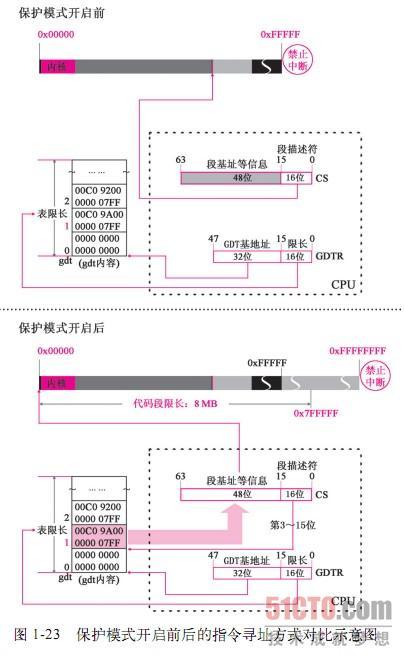 保护模式开启前
0x00000
0xFFFFF
内核
禁止
中断
段描述符
63
段基址等信息
15
0
48位
16位
CS
表限长
... ...
00C0 9200
2
0000 07FF
00C0 9A00
1
0000 07FF
0000 0000
0
0000 0000
gdt
(gdt内容)
47
GDT基地址
15
限长
0
32位
16位
GDTR
CPU
保护模式开启后
0x00000
0xFFFFF
0xFFFFFFFF
内核
禁止
中断
代码段限长：8 MB
0x7FFFFF
段描述符
63
段基址等信息
15
0
48位
16位
CS
第3～15位
表限长
... ...
00C0 9200
2
0000 07FF
00C0 9A00
1
0000 07FF
0000 0000
0
0000 0000
gdt
(gdt内容)
47
GDT基地址
15
限长
0
32位
16位
GDTR
CPU
51CTO.com
技术成就梦想
图 1-23 保护模式开启前后的指令寻址方式对比示意图